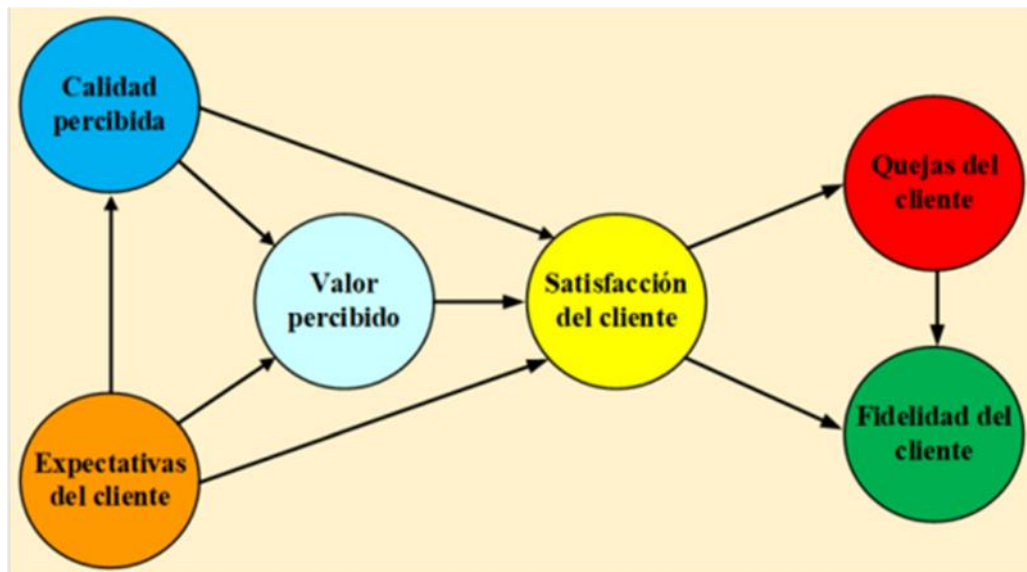 Calidad
percibida
Quejas del
cliente
Valor
percibido
Satisfacción
del cliente
Fidelidad del
cliente
Expectativas
del cliente